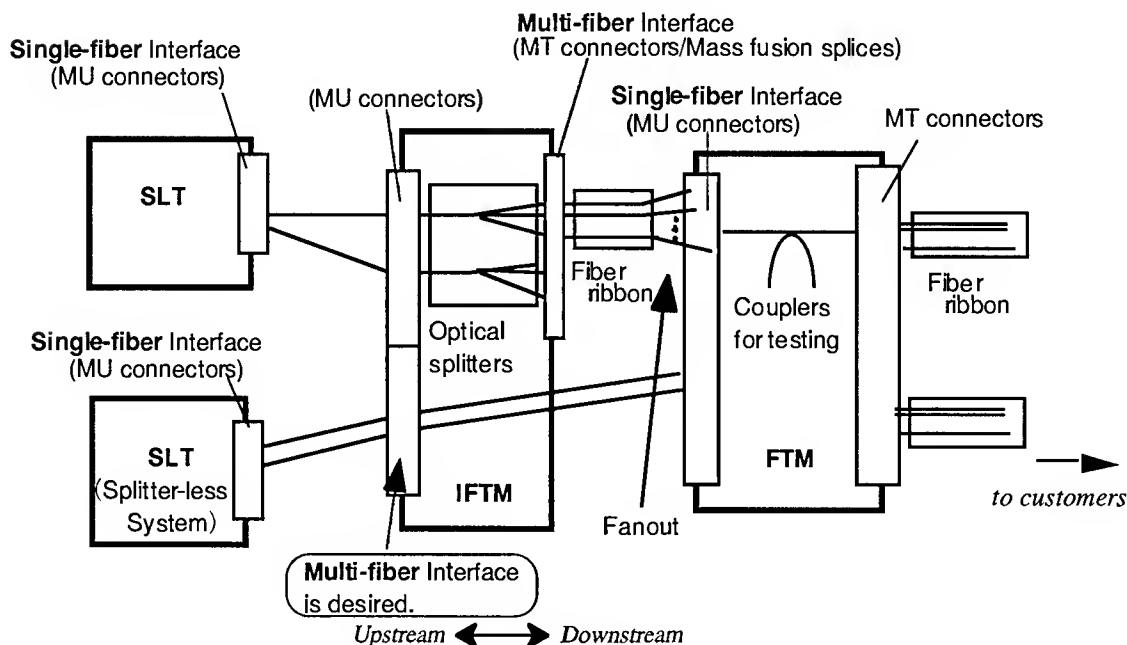 Multi-fiber Interface
(MT connectors/Mass fusion splices)
Single-fiber Interface
(MU connectors)
(MU connectors)
Single-fiber Interface
(MU connectors)
MT connectors
SLT
Fiber
ribbon
Optical
splitters
Couplers
for testing
Fiber
ribbon
Single-fiber Interface
(MU connectors)
SLT
(Splitter-less
System)
IFTM
FTM
Fanout
to customers
Multi-fiber Interface
is desired.
Upstream
Downstream